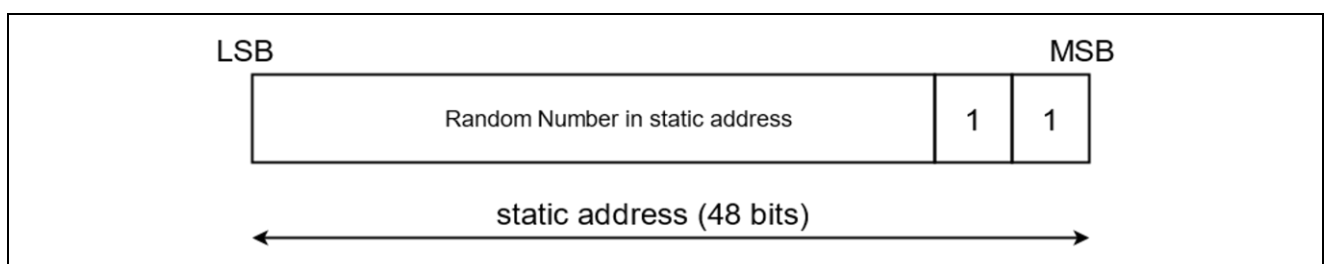 LSB MSB
Random Number in static address 1 1
static address (48 bits)